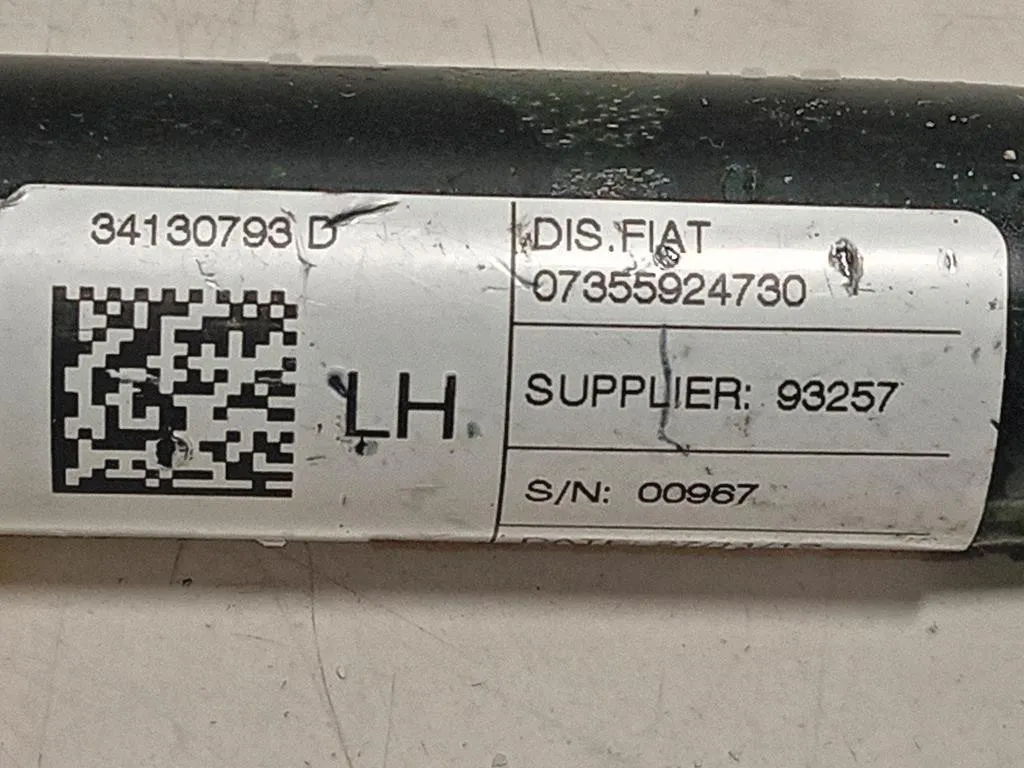 34130793 D
LH
DIS.FIAT
07355924730
SUPPLIER: 93257
S/N: 00967